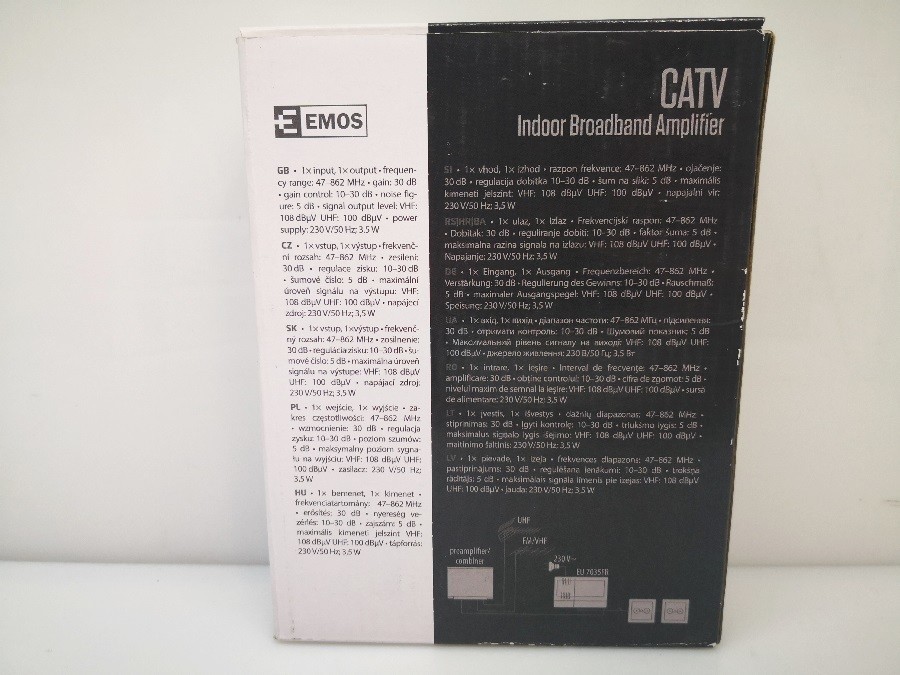 EMOS
GB • 1× input, 1× output • frequen-
cy range: 47–862 MHz • gain: 30 dB
• gain control: 10–30 dB • noise fig-
ure: 5 dB • signal output level: VHF:
108 dBμV UHF: 100 dBμV • power
supply: 230 V/50 Hz; 3,5 W
CZ • 1× vstup, 1× výstup • frekvenč-
ní rozsah: 47–862 MHz • zesílení:
30 dB • regulace zisku: 10–30 dB
• šumové číslo: 5 dB • maximální
úroveň signálu na výstupu: VHF:
108 dBμV UHF: 100 dBμV • napájecí
zdroj: 230 V/50 Hz; 3,5 W
SK • 1× vstup, 1× výstup • frekvenč-
ný rozsah: 47–862 MHz • zosilnenie:
30 dB • regulácia zisku: 10–30 dB • šu-
mové číslo: 5 dB • maximálna úroveň
signálu na výstupe: VHF: 108 dBμV
UHF: 100 dBμV • napájací zdroj:
230 V/50 Hz; 3,5 W
PL • 1× wejście, 1× wyjście • za-
kres częstotliwości: 47–862 MHz
• wzmocnienie: 30 dB • regulacja
zysku: 10–30 dB • poziom szumów:
5 dB • maksymalny poziom sygna-
łu na wyjściu: VHF: 108 dBμV UHF:
100 dBμV • zasilacz: 230 V/50 Hz;
3,5 W
HU • 1× bemenet, 1× kimenet •
frekvenciatartomány: 47–862 MHz
• erősítés: 30 dB • nyereség ve-
zérlés: 10–30 dB • zajszám: 5 dB •
maximális kimeneti jelszint VHF:
108 dBμV UHF: 100 dBμV • tápforrás:
230 V/50 Hz; 3,5 W
CATV
Indoor Broadband Amplifier
SI • 1× vhod, 1× izhod • razpon frekvence: 47–862 MHz • ojačenje:
30 dB • regulacija dobitka 10–30 dB • šum na sliki: 5 dB • maximális
kimeneti jelszint: VHF: 108 dBμV UHF: 100 dBμV • napajalni vir:
230 V/50 Hz; 3,5 W
RS|HR|BA • 1× ulaz, 1× Izlaz • Frekvencijski raspon: 47–862 MHz
• Dobitak: 30 dB • reguliranje dobiti: 10–30 dB • faktor šuma: 5 dB •
maksimalna razina signala na izlazu: VHF: 108 dBμV UHF: 100 dBμV •
Napajanje: 230 V/50 Hz; 3,5 W
DE • 1× Eingang, 1× Ausgang • Frequenzbereich: 47–862 MHz •
Verstärkung: 30 dB • Regulierung des Gewinns: 10–30 dB • Rauschmaß:
5 dB • maximaler Ausgangspegel: VHF: 108 dBμV UHF: 100 dBμV •
Speisung: 230 V/50 Hz; 3,5 W
UA • 1× вхід, 1× вихід • діапазон частоти: 47–862 МГц • підсилення:
30 dB • отримати контроль: 10–30 dB • Шумовий показник: 5 dB
• Максимальний рівень сигналу на виході: VHF: 108 dBμV UHF:
100 dBμV • джерело живлення: 230 В/50 Гц; 3,5 Вт
RO • 1× intrare, 1× ieşire • Interval de frecvenţe: 47–862 MHz •
amplificare: 30 dB • obține controlul: 10–30 dB • cifra de zgomot: 5 dB •
nivelul maxim de semnal la ieşire: VHF: 108 dBμV UHF: 100 dBμV • sursa
de alimentare: 230 V/50 Hz; 3,5 W
LT • 1× įvestis, 1× išvestys • dažnių diapazonas: 47–862 MHz •
stiprinimas: 30 dB • Įgyti kontrolę: 10–30 dB • triukšmo lygis: 5 dB •
maksimalus signalo lygis išėjimo: VHF: 108 dBμV UHF: 100 dBμV •
maitinimo šaltinis: 230 V/50 Hz; 3,5 W
LV • 1× pievade, 1× izeja • frekvences diapazons: 47–862 MHz •
pastiprinājums: 30 dB • regulēšana ienākumi: 10–30 dB • trokšņa
rādītājs: 5 dB • maksimālais signāla līmenis pie izejas: VHF: 108 dBμV
UHF: 100 dBμV • jauda: 230 V/50 Hz; 3,5 W
UHF
FM/VHF
preamplifier/
combiner
230 V~
EU 7035FR